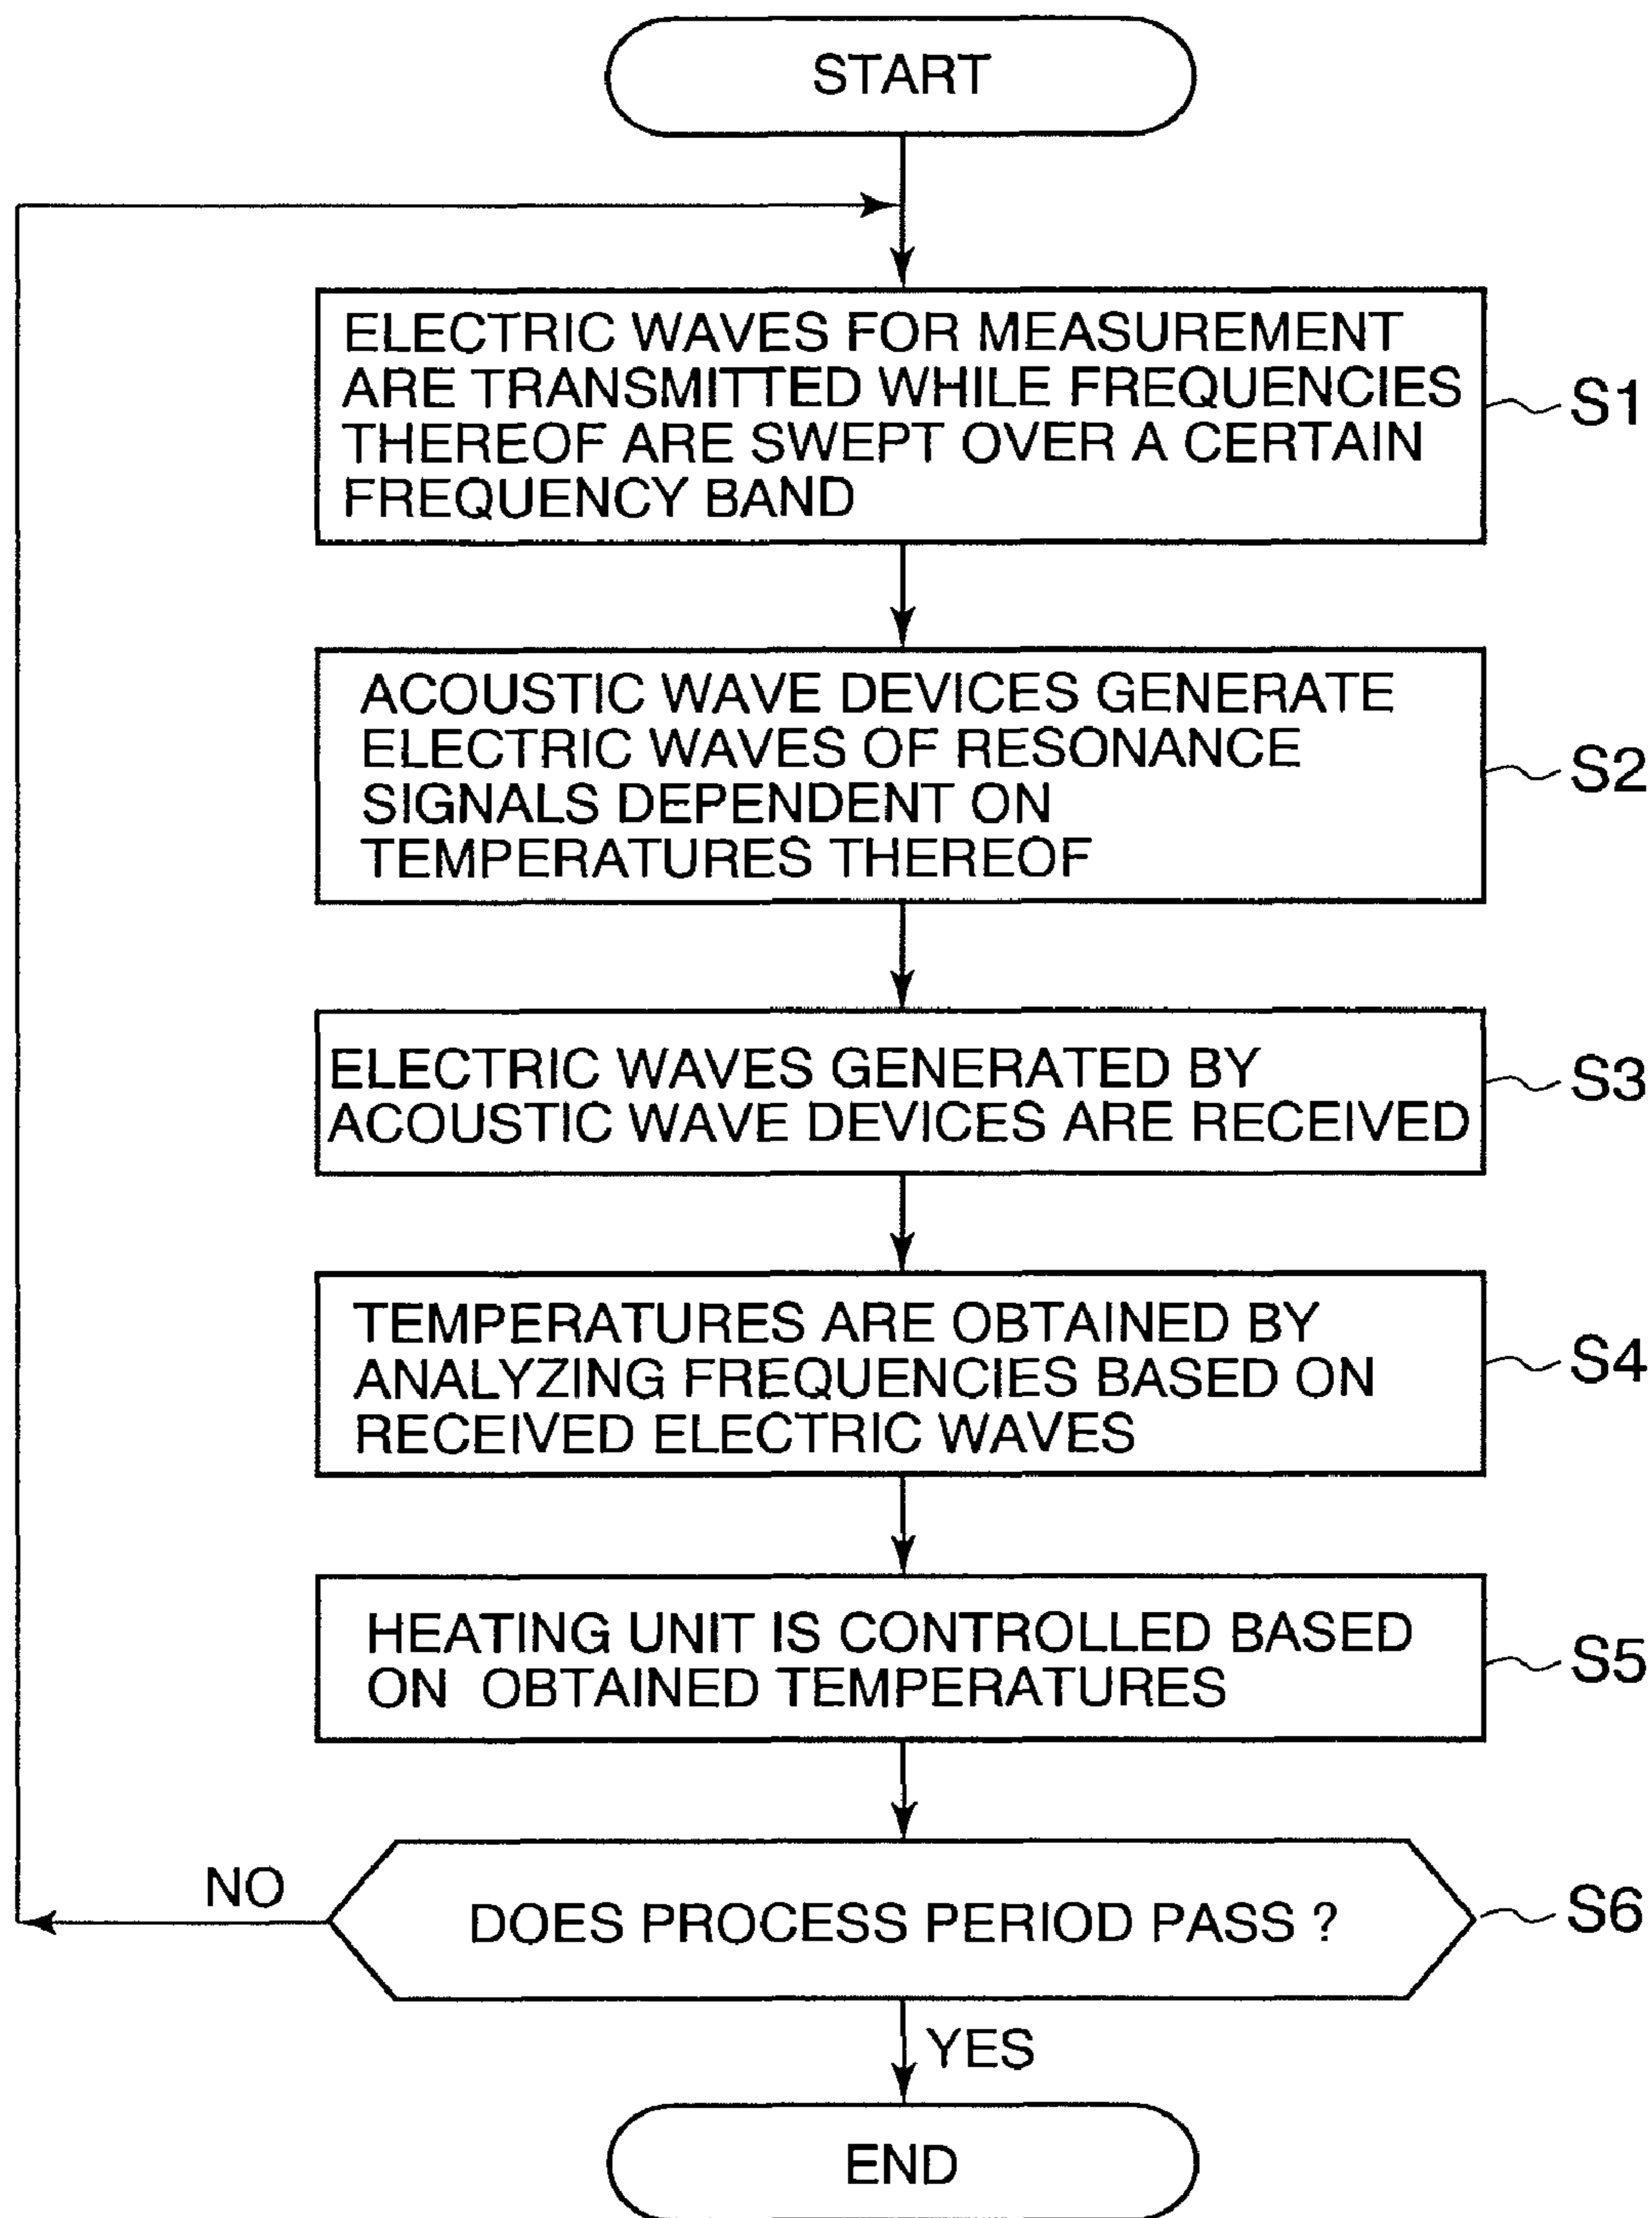 START
ELECTRIC WAVES FOR MEASUREMENT
ARE TRANSMITTED WHILE FREQUENCIES
THEREOF ARE SWEPT OVER A CERTAIN
FREQUENCY BAND
S1
ACOUSTIC WAVE DEVICES GENERATE
ELECTRIC WAVES OF RESONANCE
SIGNALS DEPENDENT ON
TEMPERATURES THEREOF
S2
ELECTRIC WAVES GENERATED BY
ACOUSTIC WAVE DEVICES ARE RECEIVED
S3
TEMPERATURES ARE OBTAINED BY
ANALYZING FREQUENCIES BASED ON
RECEIVED ELECTRIC WAVES
S4
HEATING UNIT IS CONTROLLED BASED
ON OBTAINED TEMPERATURES
S5
NO
DOES PROCESS PERIOD PASS ?
S6
YES
END